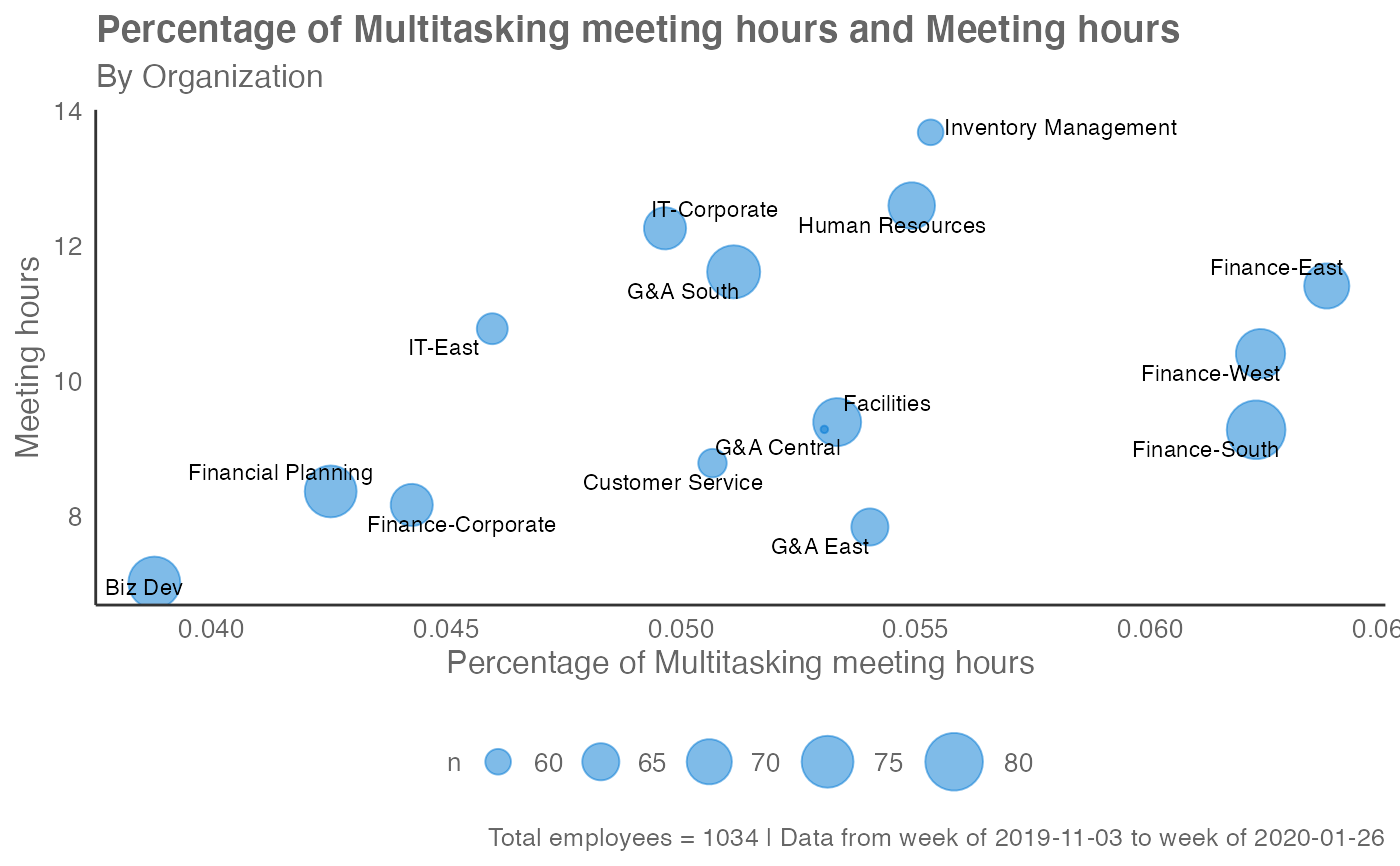 Percentage of Multitasking meeting hours and Meeting hours
By Organization
14
Inventory Management
IT-Corporate
Human Resources
12
Finance-East
G&A South
Meeting hours
IT-East
10
Finance-West
Facilities
G&A Central
Finance-South
Financial Planning
Customer Service
8
Finance-Corporate
G&A East
Biz Dev
0.040 0.045 0.050 0.055 0.060 0.06
Percentage of Multitasking meeting hours
n 60 65 70 75 80
Total employees = 1034 | Data from week of 2019-11-03 to week of 2020-01-26